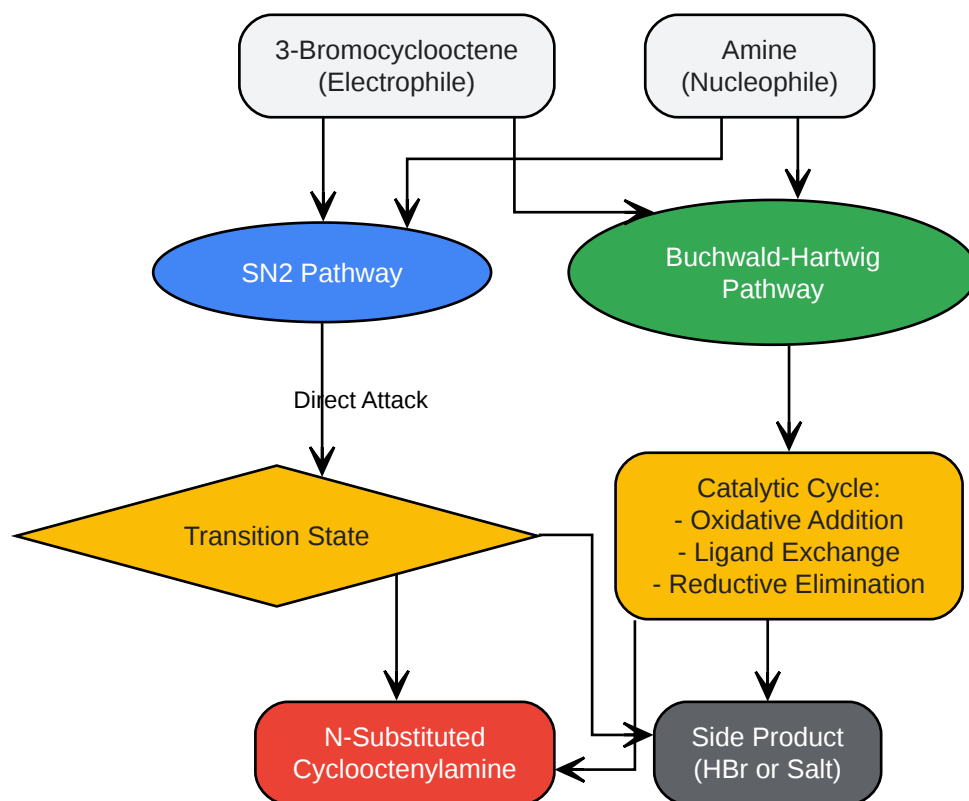 3-Bromocyclooctene
(Electrophile)
Amine
(Nucleophile)
SN2 Pathway
Buchwald-Hartwig
Pathway
Direct Attack
Transition State
Catalytic Cycle:
- Oxidative Addition
- Ligand Exchange
- Reductive Elimination
N-Substituted
Cyclooctenylamine
Side Product
(HBr or Salt)